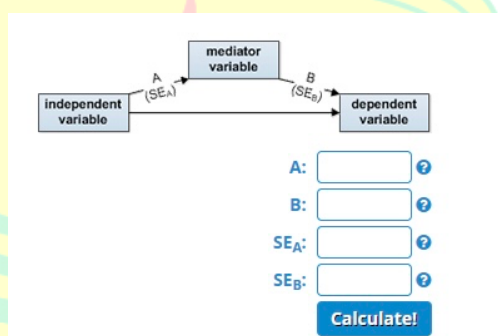 mediator
variable
A
(SEA)
B
(SEB)
independent
variable
dependent
variable
A:
?
B:
?
SEA:
?
SEB:
?
Calculate!